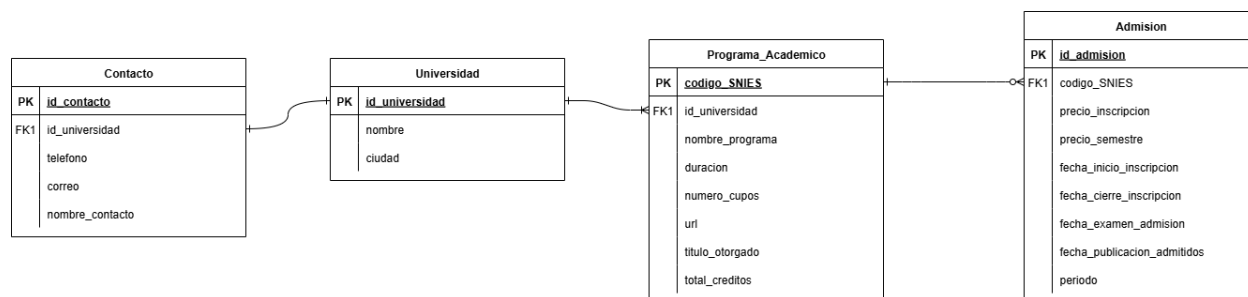 Contacto
PK id_contacto
FK1 id_universidad
telefono
correo
nombre_contacto
Universidad
PK id_universidad
nombre
ciudad
Programa_Academico
PK codigo_SNIES
FK1 id_universidad
nombre_programa
duracion
numero_cupos
url
titulo_otorgado
total_creditos
Admision
PK id_admision
FK1 codigo_SNIES
precio_inscripcion
precio_semestre
fecha_inicio_inscripcion
fecha_cierre_inscripcion
fecha_examen_admision
fecha_publicacion_admitidos
periodo